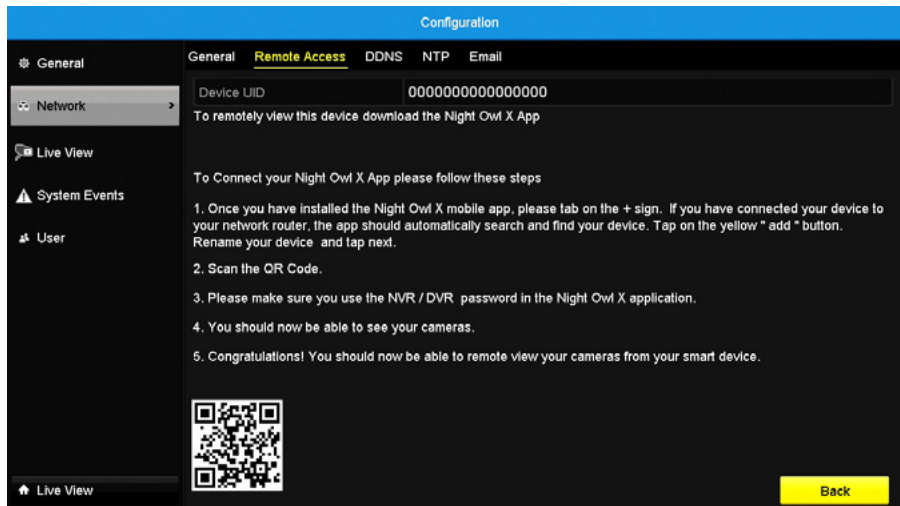 Configuration
General
Network
Live View
System Events
User
Live View
General Remote Access DDNS NTP Email
Device UID 0000000000000000
To remotely view this device download the Night Owl X App
To Connect your Night Owl X App please follow these steps
1. Once you have installed the Night Owl X mobile app, please tab on the + sign. If you have connected your device to
your network router, the app should automatically search and find your device. Tap on the yellow " add " button.
Rename your device and tap next.
2. Scan the QR Code.
3. Please make sure you use the NVR / DVR password in the Night Owl X application.
4. You should now be able to see your cameras.
5. Congratulations! You should now be able to remote view your cameras from your smart device.
Back